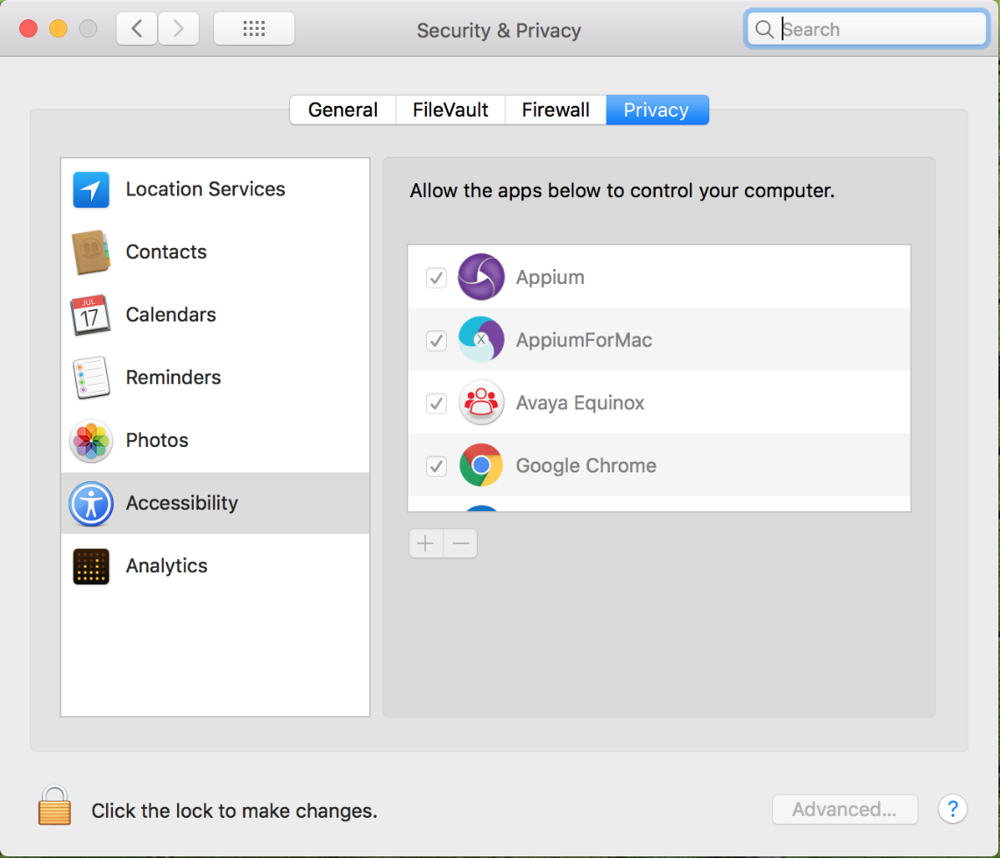 Security & Privacy
Search
General
FileVault
Firewall
Privacy
Location Services
Contacts
JUL
17
Calendars
Reminders
Photos
Accessibility
Analytics
Allow the apps below to control your computer.
Appium
X
AppiumForMac
Avaya Equinox
Google Chrome
Click the lock to make changes.
Advanced...
?